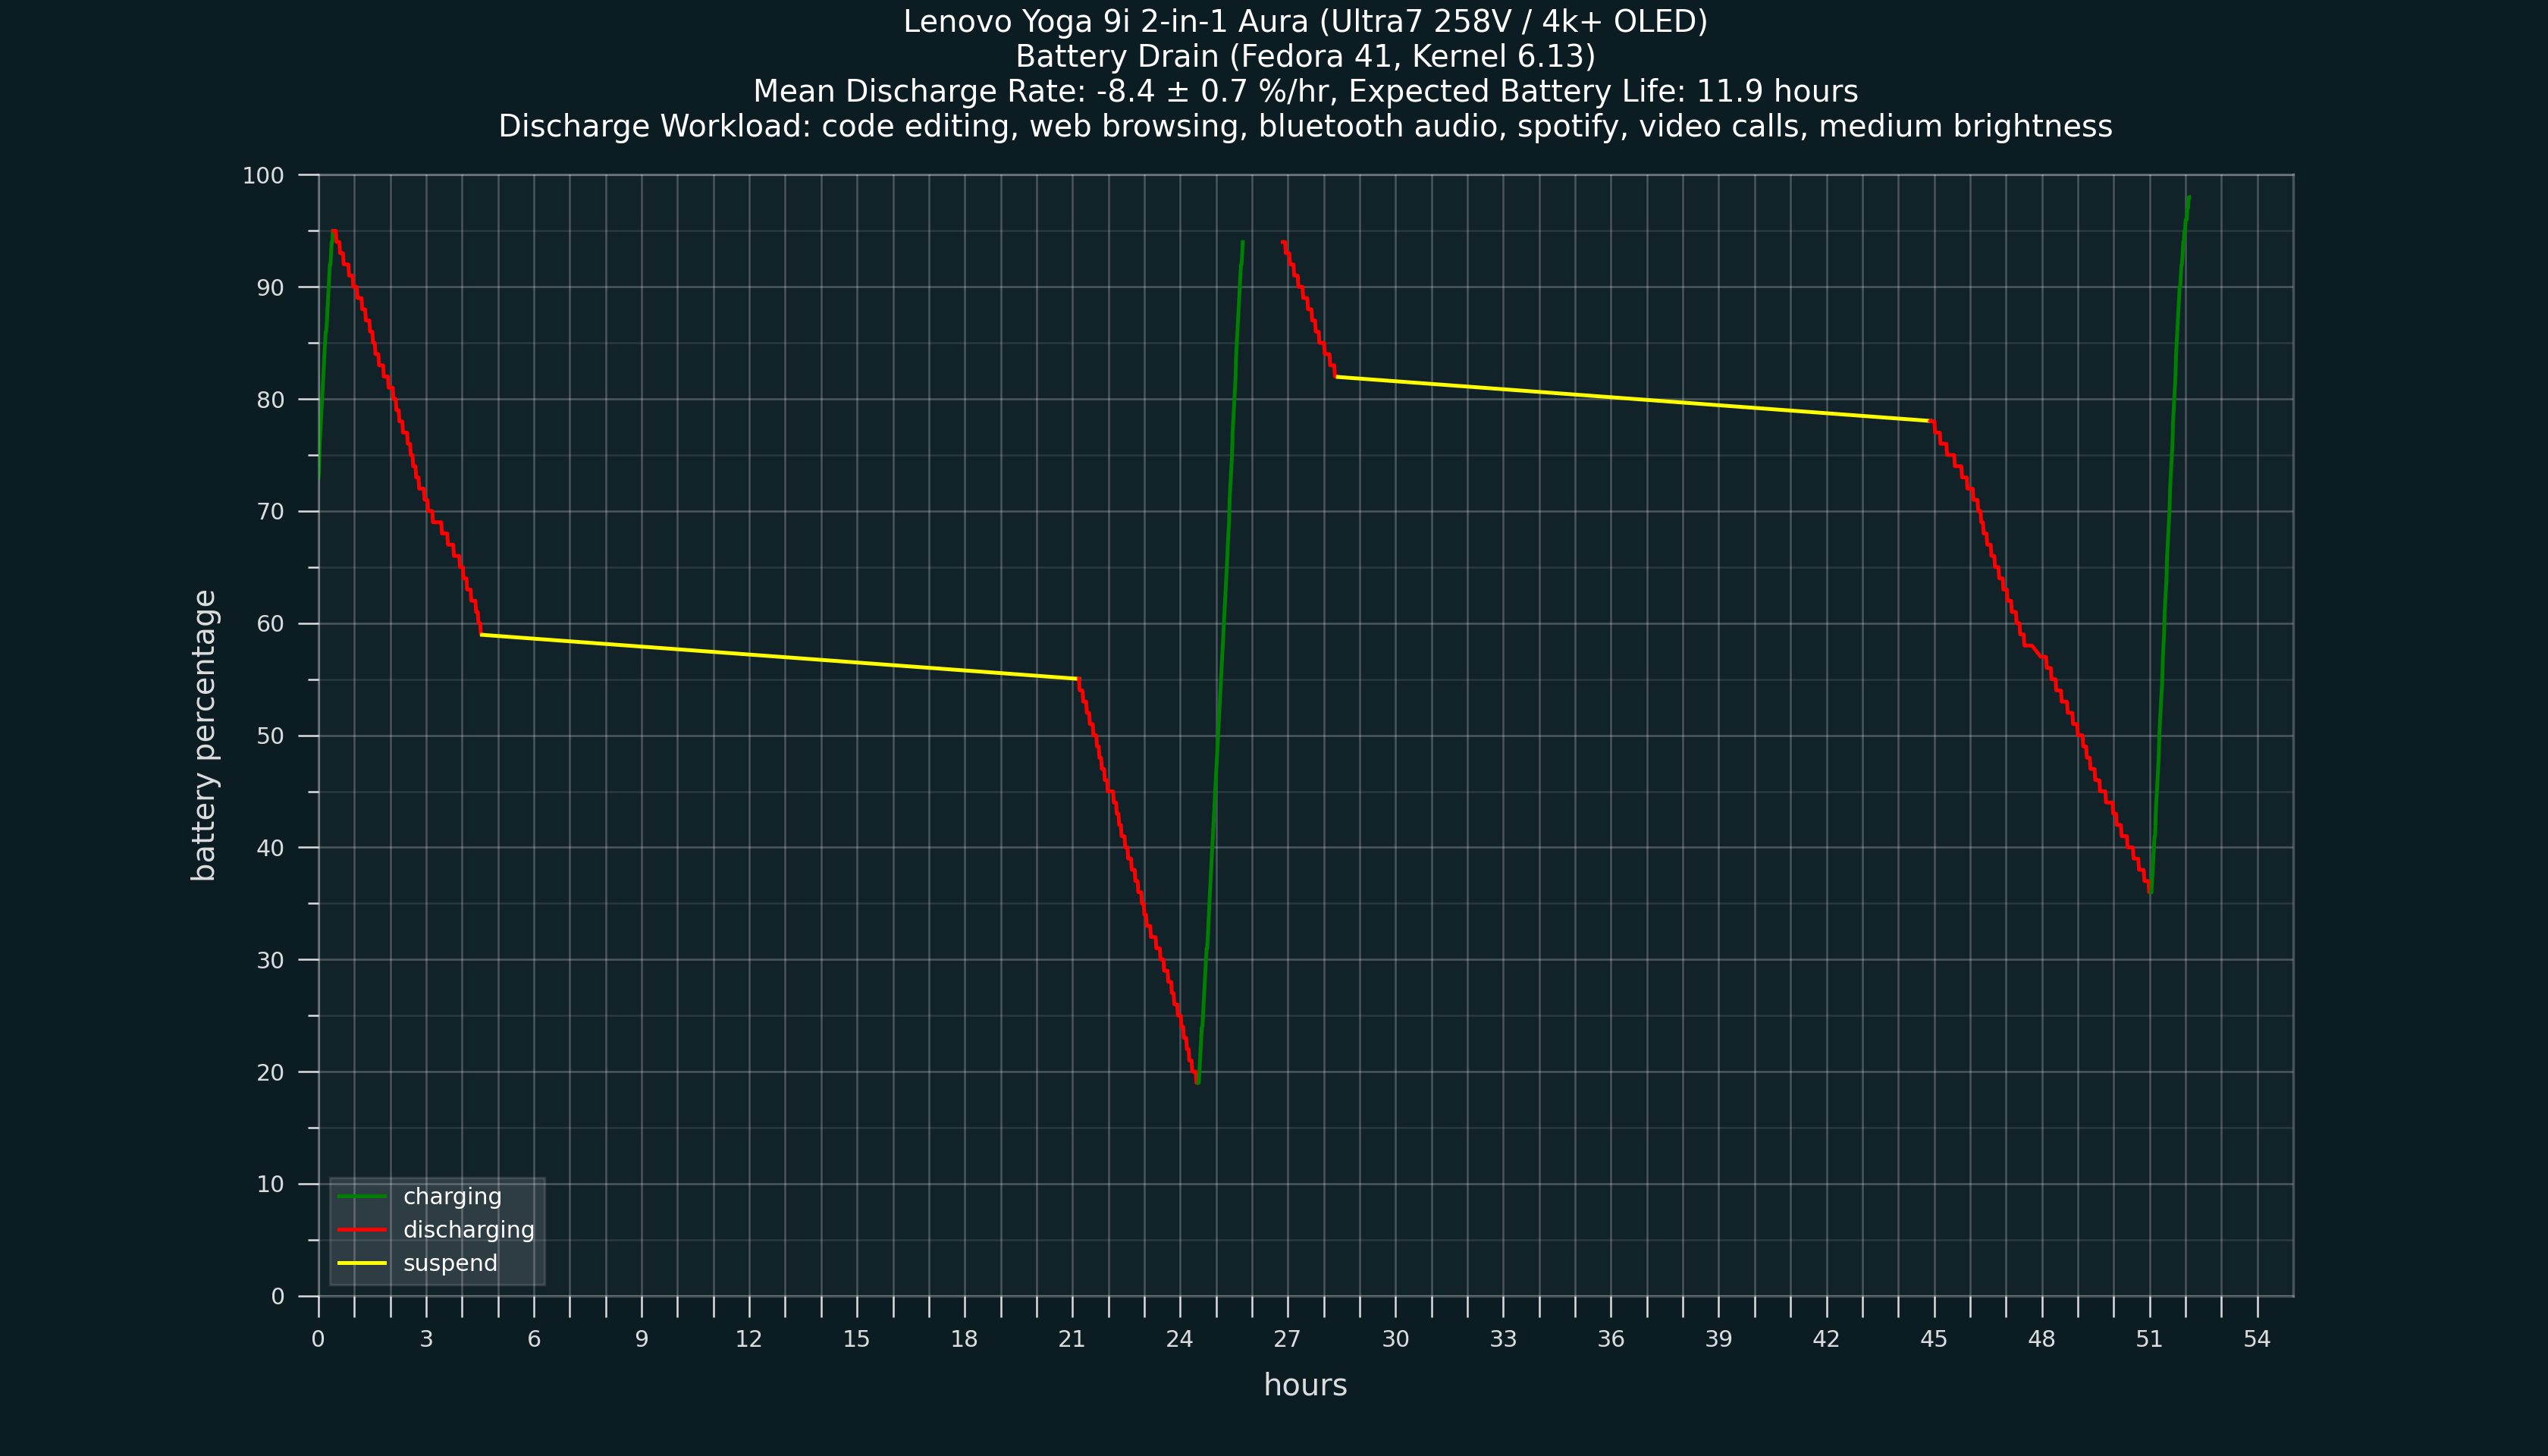 Lenovo Yoga 9i 2-in-1 Aura (Ultra7 258V / 4k+ OLED)
Battery Drain (Fedora 41, Kernel 6.13)
Mean Discharge Rate: -8.4 ± 0.7 %/hr, Expected Battery Life: 11.9 hours
Discharge Workload: code editing, web browsing, bluetooth audio, spotify, video calls, medium brightness
100
90
80
70
60
50
40
30
20
10
0
battery percentage
charging
discharging
suspend
0 3 6 9 12 15 18 21 24 27 30 33 36 39 42 45 48 51 54
hours